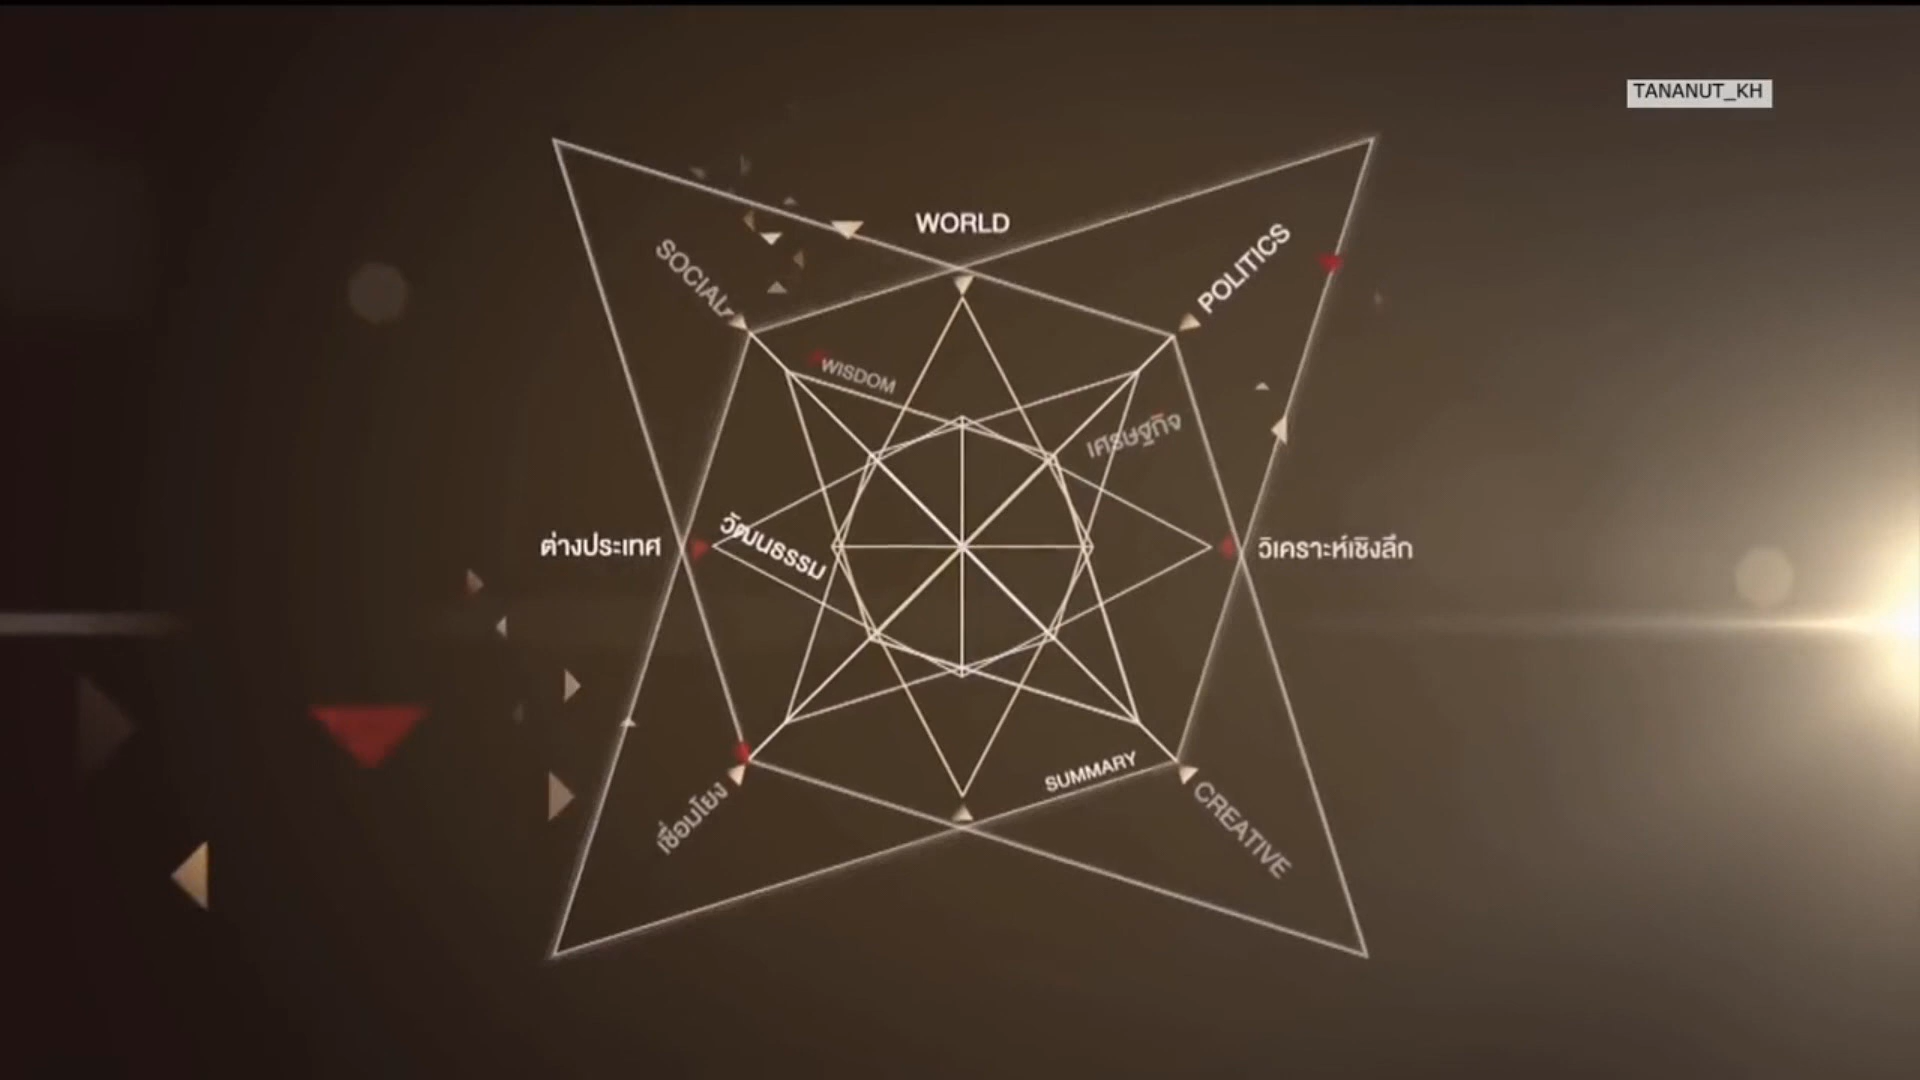 TANANUT_KH
WORLD
SOCIAL
POLITICS
WISDOM
เศรษฐกิจ
ต่างประเทศ
วัฒนธรรม
วิเคราะห์เชิงลึก
SUMMARY
เชื่อมโยง
CREATIVE